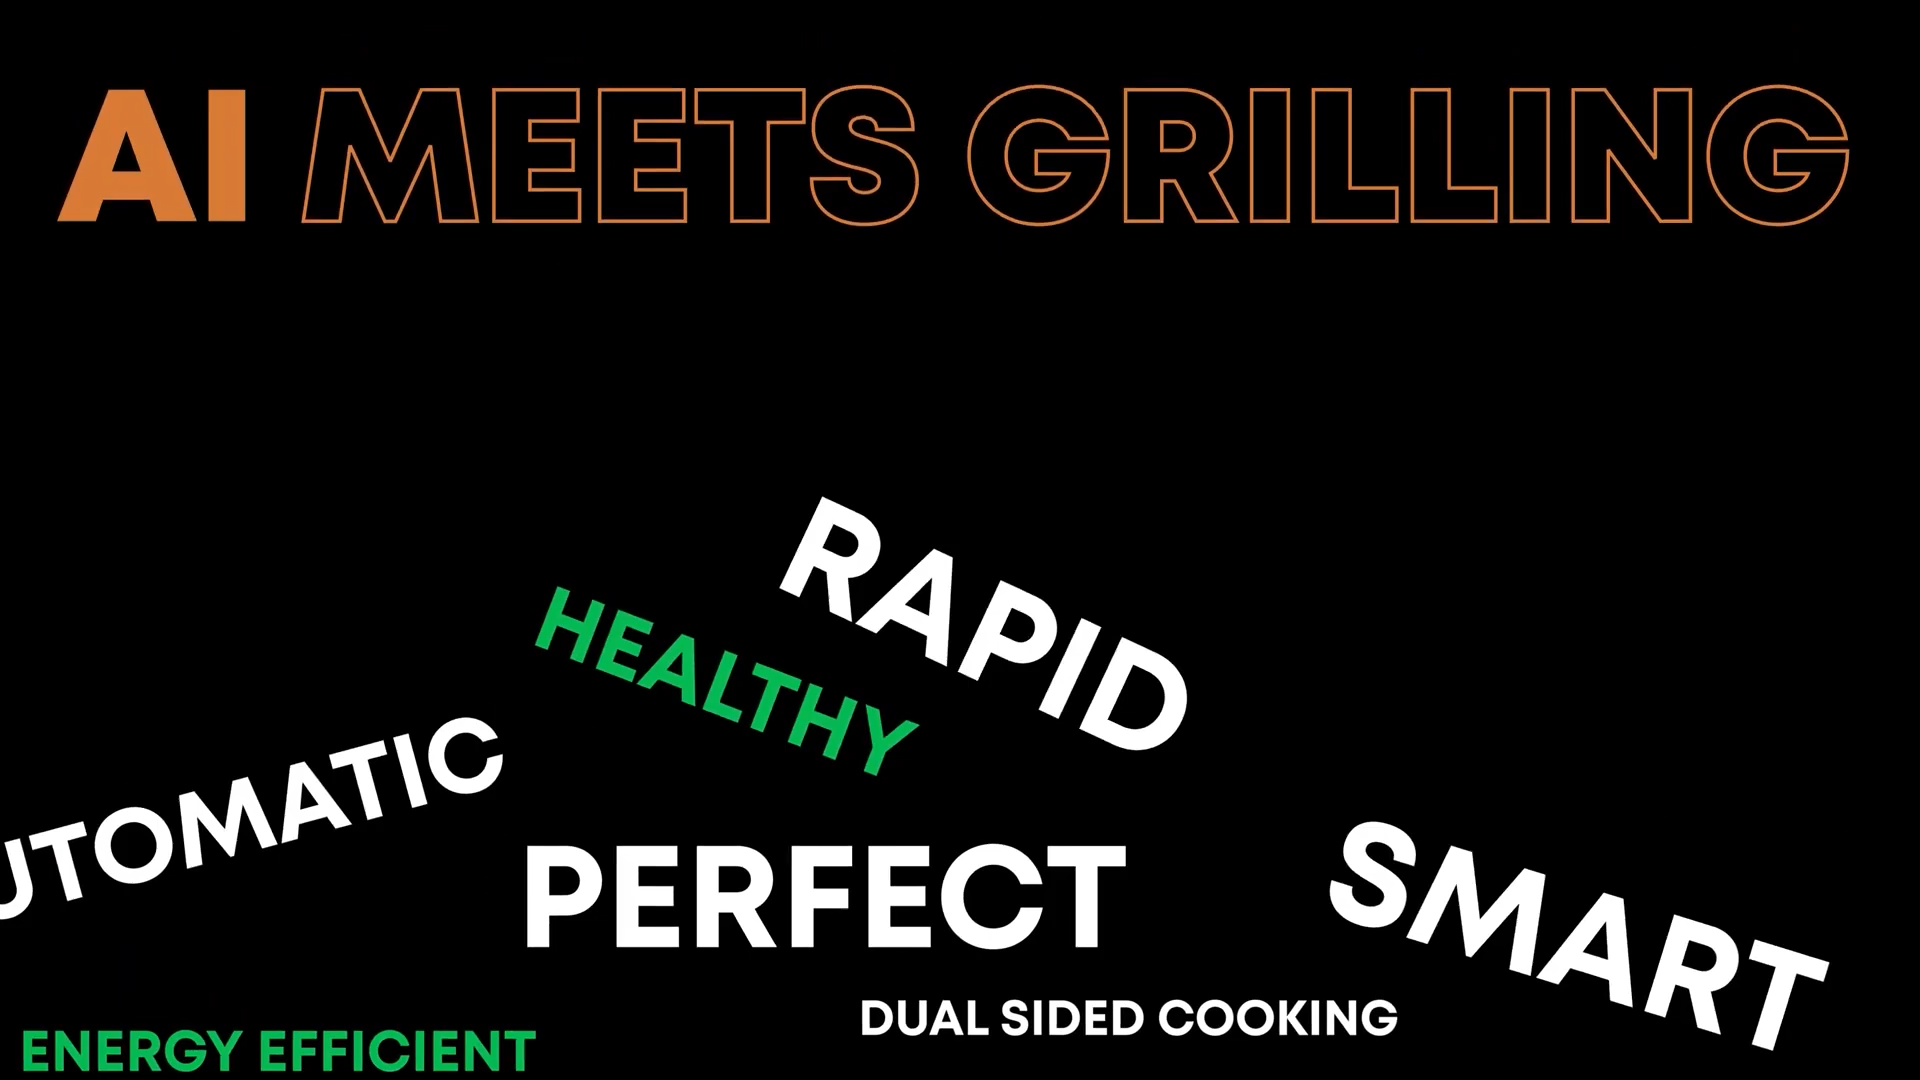 AI MEETS GRILLING
RAPID
HEALTHY
UTOMATIC
PERFECT
SMART
DUAL SIDED COOKING
ENERGY EFFICIENT